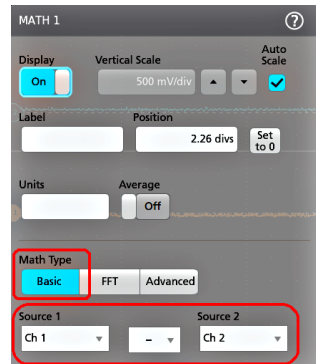 MATH 1 ?
Auto
Display Vertical Scale Scale
On 500 mV/div
Label Position
2.26 divs Set
to 0
Units Average
Off
Math Type
Basic FFT Advanced
Source 1 Source 2
Ch 1 – Ch 2